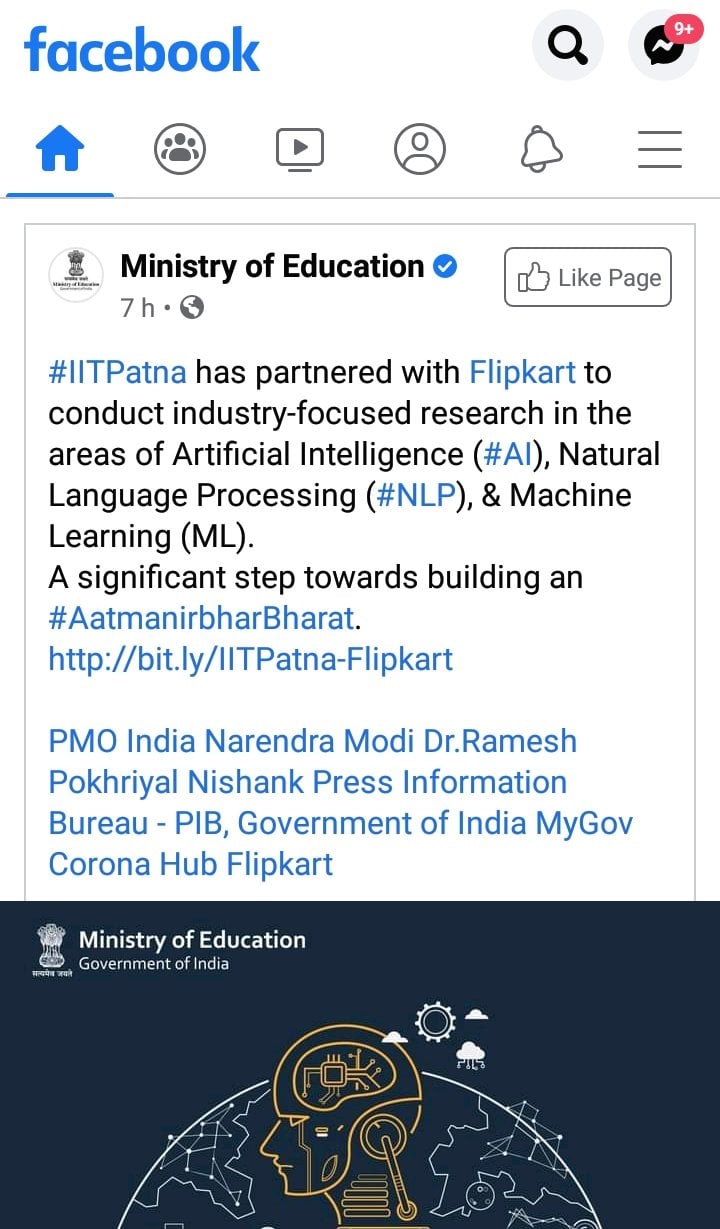 facebook
9+
Ministry of Education
7 h •
Like Page
#IITPatna has partnered with Flipkart to
conduct industry-focused research in the
areas of Artificial Intelligence (#AI), Natural
Language Processing (#NLP), & Machine
Learning (ML).
A significant step towards building an
#AatmanirbharBharat.
http://bit.ly/IITPatna-Flipkart
PMO India Narendra Modi Dr.Ramesh
Pokhriyal Nishank Press Information
Bureau - PIB, Government of India MyGov
Corona Hub Flipkart
Ministry of Education
Government of India
सत्यमेव जयते